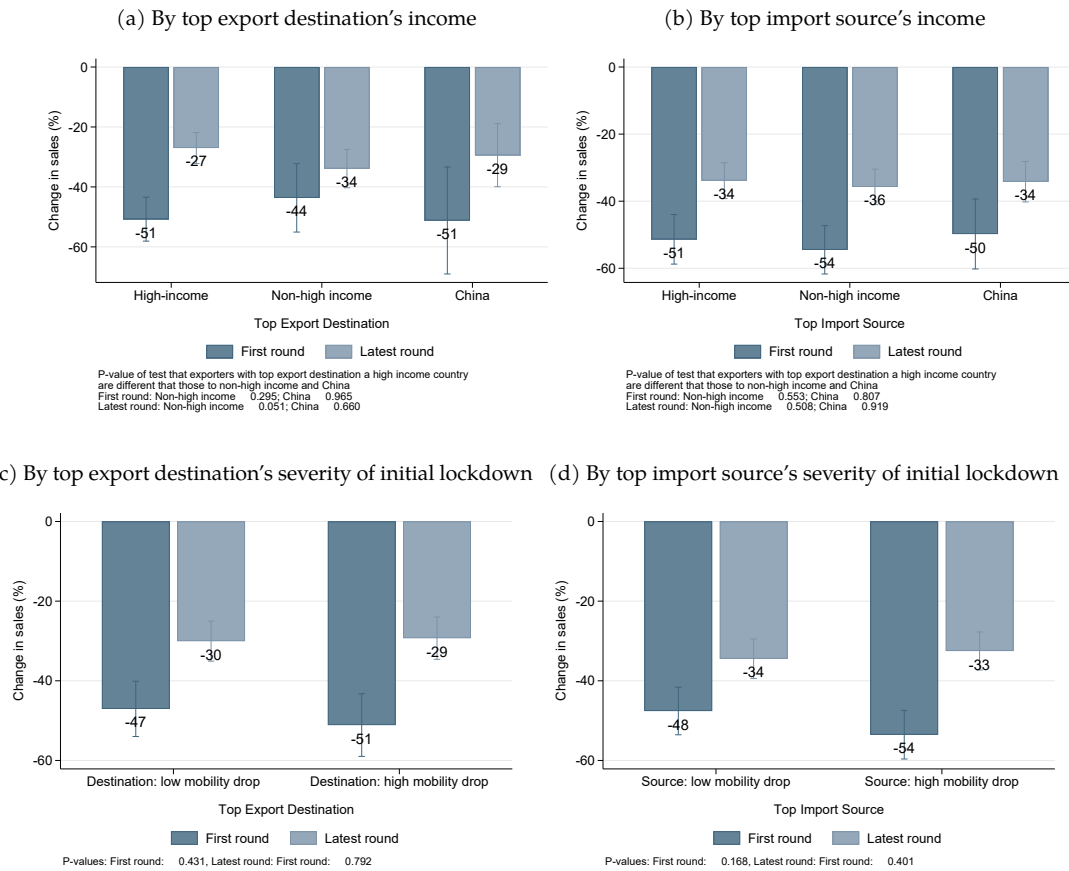 (a) By top export destination's income
0
-20
-40
-60
Change in sales (%)
-51
-27
-44
-34
-51
-29
High-income
Non-high income
China
Top Export Destination
First round
Latest round
P-value of test that exporters with top export destination a high income country
are different that those to non-high income and China
First round: Non-high income 0.295; China 0.965
Latest round: Non-high income 0.051; China 0.660
(b) By top import source's income
0
-20
-40
-60
Change in sales (%)
-51
-34
-54
-36
-50
-34
High-income
Non-high income
China
Top Import Source
First round
Latest round
P-value of test that exporters with top export destination a high income country
are different that those to non-high income and China
First round: Non-high income 0.553; China 0.807
Latest round: Non-high income 0.508; China 0.919
c) By top export destination's severity of initial lockdown
0
-20
-40
-60
Change in sales (%)
-47
-30
-51
-29
Destination: low mobility drop
Destination: high mobility drop
Top Export Destination
First round
Latest round
P-values: First round: 0.431, Latest round: First round: 0.792
(d) By top import source's severity of initial lockdown
0
-20
-40
-60
Change in sales (%)
-48
-34
-54
-33
Source: low mobility drop
Source: high mobility drop
Top Import Source
First round
Latest round
P-values: First round: 0.168, Latest round: First round: 0.401